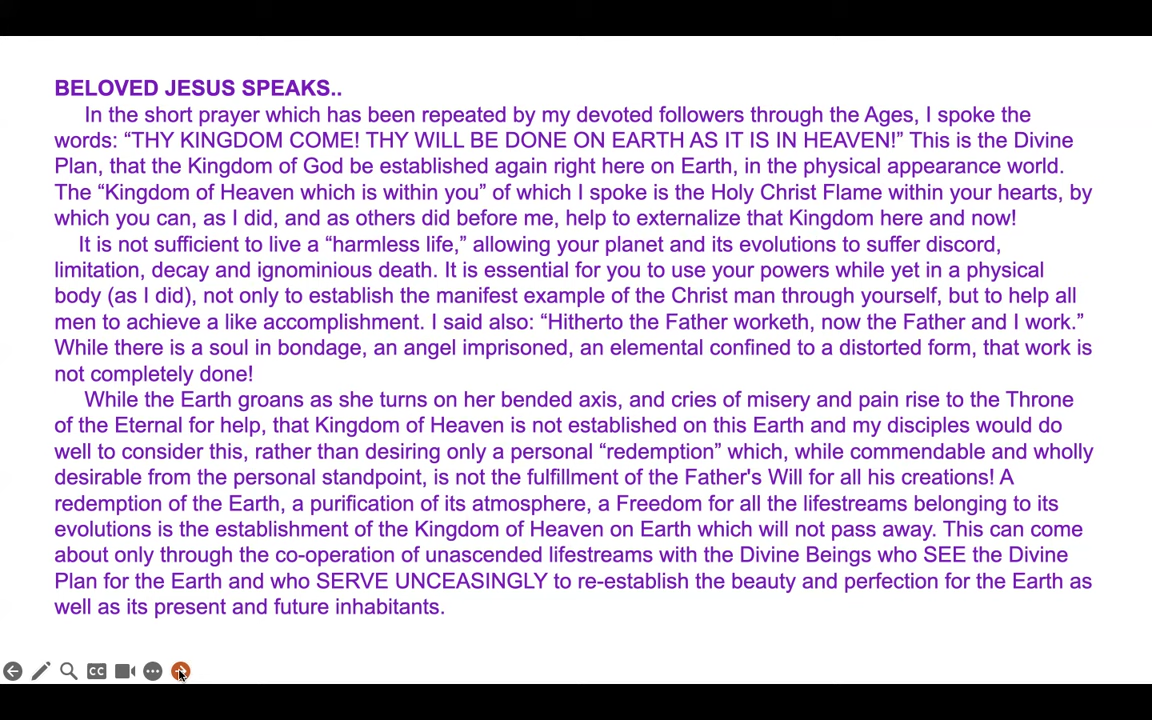 BELOVED JESUS SPEAKS..
In the short prayer which has been repeated by my devoted followers through the Ages, I spoke the
words: “THY KINGDOM COME! THY WILL BE DONE ON EARTH AS IT IS IN HEAVEN!” This is the Divine
Plan, that the Kingdom of God be established again right here on Earth, in the physical appearance world.
The “Kingdom of Heaven which is within you” of which I spoke is the Holy Christ Flame within your hearts, by
which you can, as I did, and as others did before me, help to externalize that Kingdom here and now!
It is not sufficient to live a “harmless life,” allowing your planet and its evolutions to suffer discord,
limitation, decay and ignominious death. It is essential for you to use your powers while yet in a physical
body (as I did), not only to establish the manifest example of the Christ man through yourself, but to help all
men to achieve a like accomplishment. I said also: “Hitherto the Father worketh, now the Father and I work.”
While there is a soul in bondage, an angel imprisoned, an elemental confined to a distorted form, that work is
not completely done!
While the Earth groans as she turns on her bended axis, and cries of misery and pain rise to the Throne
of the Eternal for help, that Kingdom of Heaven is not established on this Earth and my disciples would do
well to consider this, rather than desiring only a personal “redemption” which, while commendable and wholly
desirable from the personal standpoint, is not the fulfillment of the Father's Will for all his creations! A
redemption of the Earth, a purification of its atmosphere, a Freedom for all the lifestreams belonging to its
evolutions is the establishment of the Kingdom of Heaven on Earth which will not pass away. This can come
about only through the co-operation of unascended lifestreams with the Divine Beings who SEE the Divine
Plan for the Earth and who SERVE UNCEASINGLY to re-establish the beauty and perfection for the Earth as
well as its present and future inhabitants.
CC